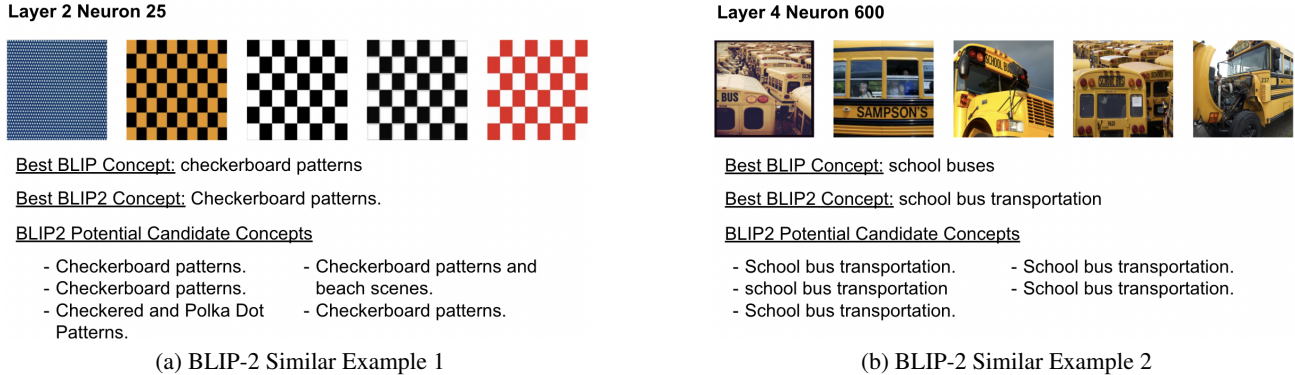 Layer 2 Neuron 25
Best BLIP Concept: checkerboard patterns
Best BLIP2 Concept: Checkerboard patterns.
BLIP2 Potential Candidate Concepts
- Checkerboard patterns.
- Checkerboard patterns.
- Checkered and Polka Dot
Patterns.
- Checkerboard patterns and
beach scenes.
- Checkerboard patterns.
(a) BLIP-2 Similar Example 1
Layer 4 Neuron 600
L BUS
SAMPSON'S
SCHOOL BUS
SCHOOL BUS
237
Best BLIP Concept: school buses
Best BLIP2 Concept: school bus transportation
BLIP2 Potential Candidate Concepts
- School bus transportation.
- school bus transportation
- School bus transportation.
- School bus transportation.
- School bus transportation.
(b) BLIP-2 Similar Example 2